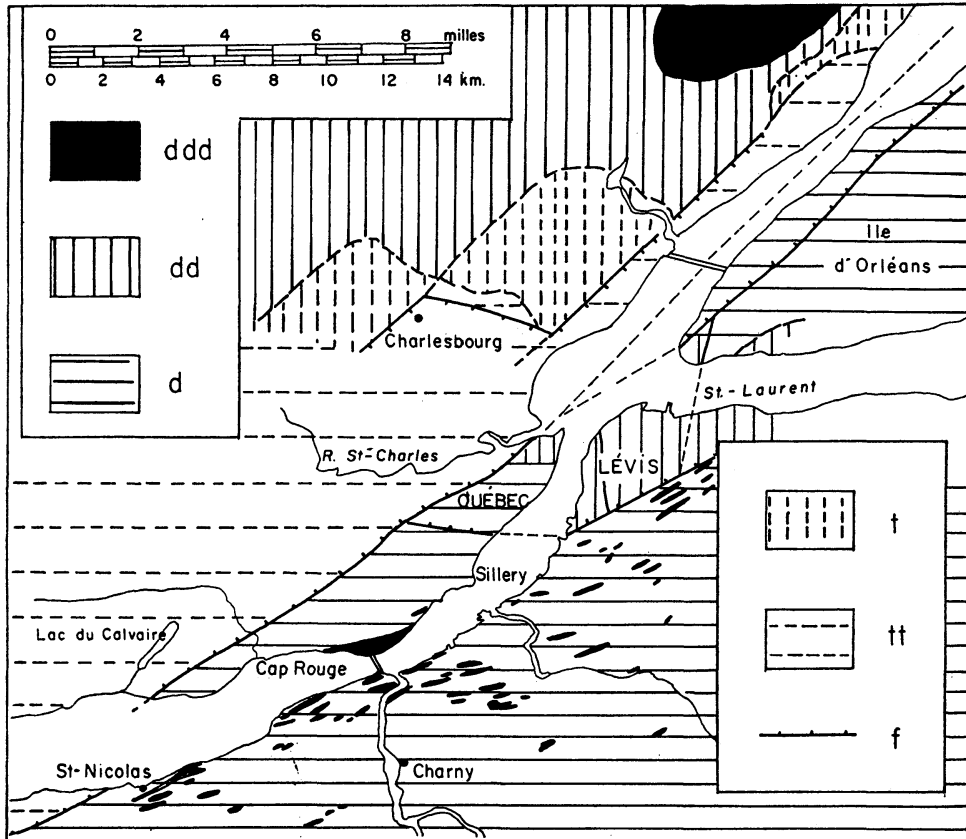 0 2 4 6 8 milles
0 2 4 6 8 10 12 14 km.
ddd
dd
d
Ile
d'Orléans
Charlesbourg
St.-Laurent
R. St-Charles
LÉVIS
QUÉBEC
t
Sillery
tt
Lac du Calvaire
Cap Rouge
f
St-Nicolas
Charny